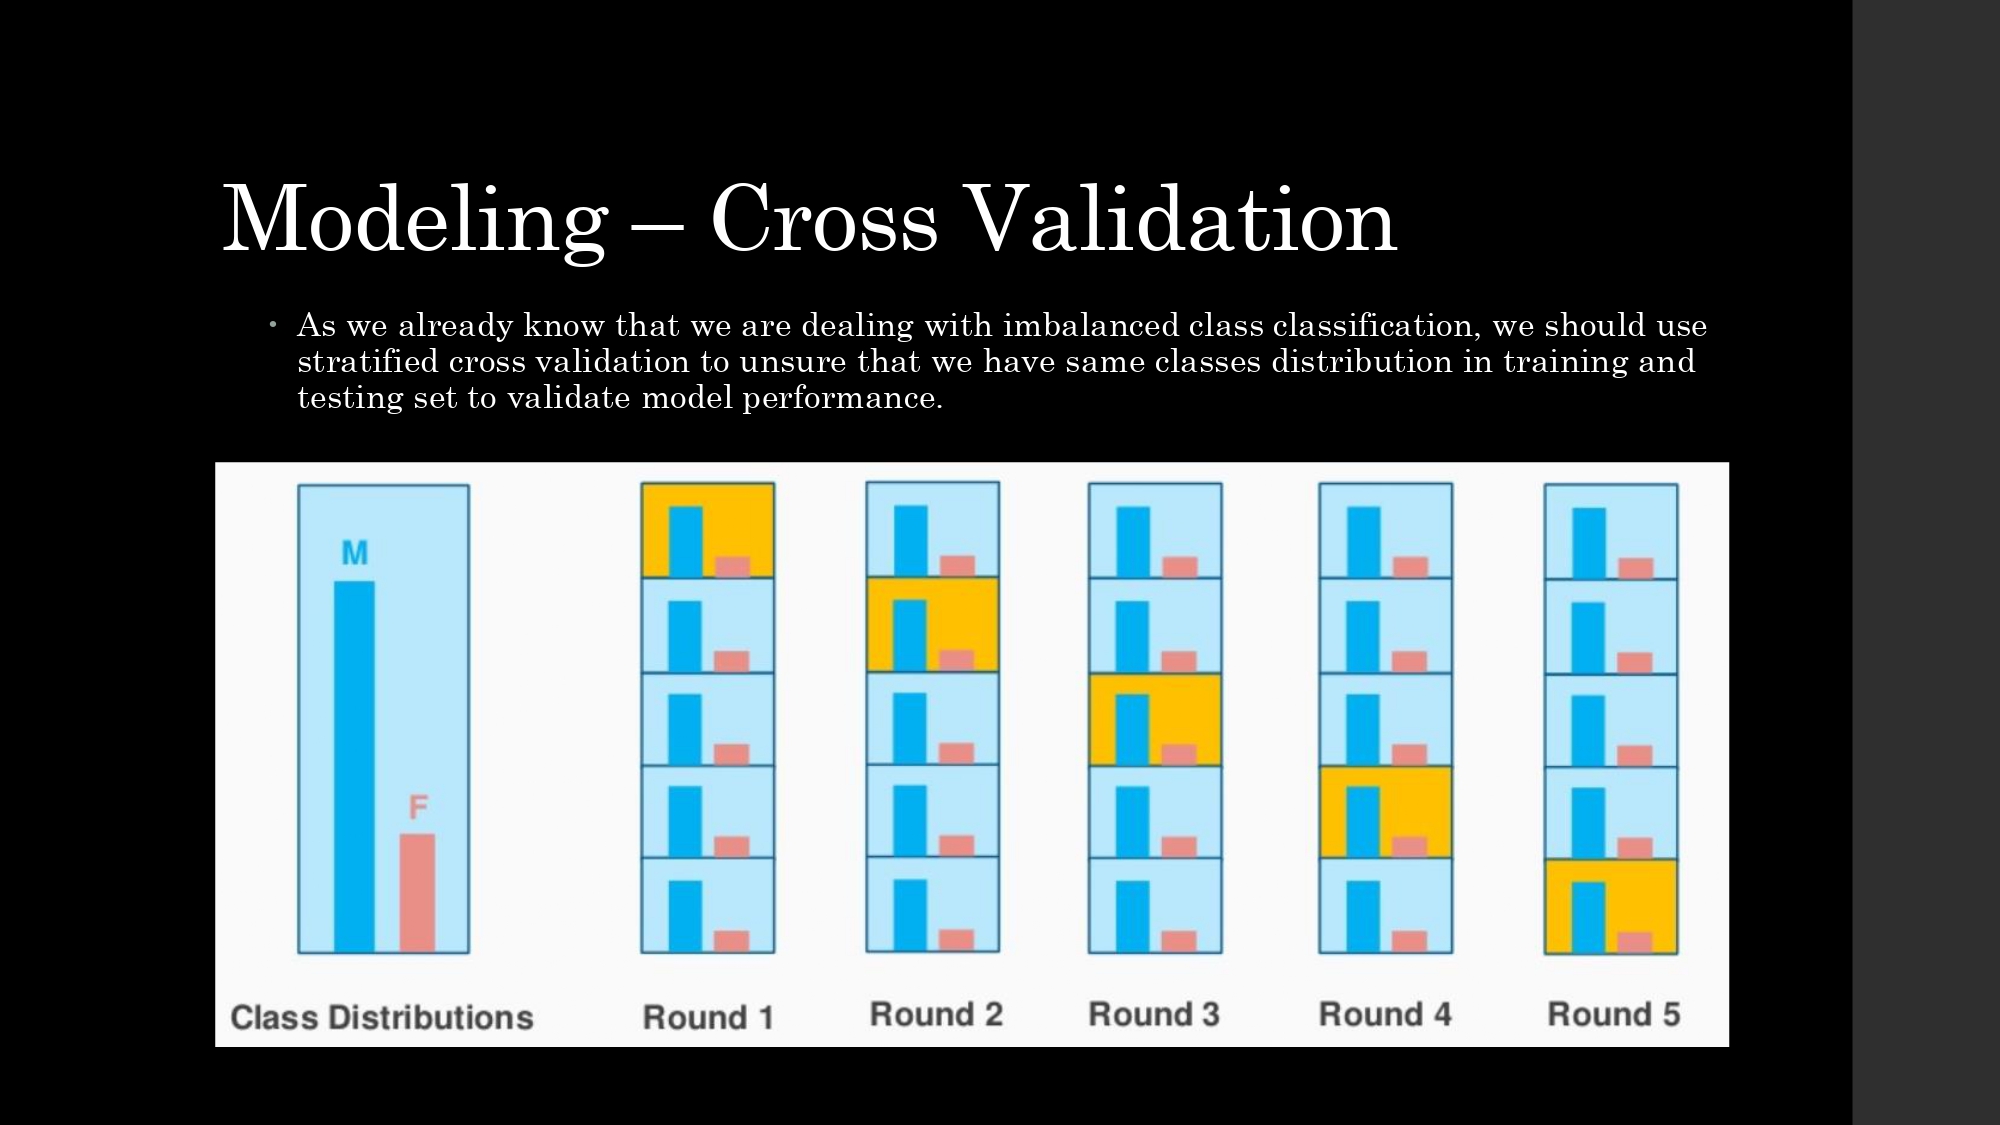 Modeling – Cross Validation
• As we already know that we are dealing with imbalanced class classification, we should use
stratified cross validation to unsure that we have same classes distribution in training and
testing set to validate model performance.
M
F
Class Distributions
Round 1
Round 2
Round 3
Round 4
Round 5